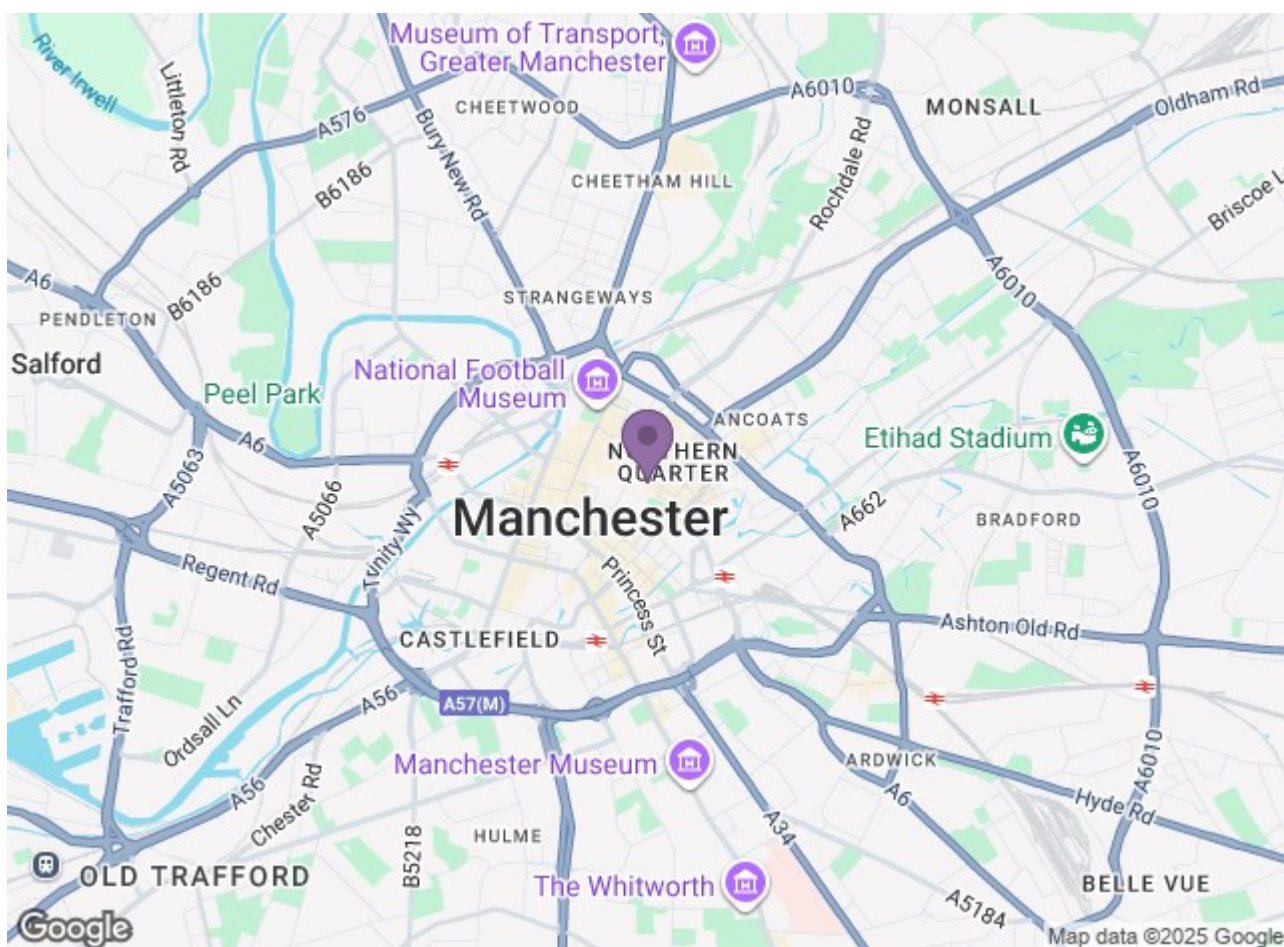 Museum of Transport,
Greater Manchester
River Irwell
Littleton Rd
A576
CHEETWOOD
A6010
MONSALL
Oldham Rd
B6186
Bury New Rd
CHEETHAM HILL
Rochdale Rd
Briscoe L
A6
B6186
STRANGEWAYS
A6010
PENDLETON
Salford
National Football
Museum
Peel Park
ANCOATS
Etihad Stadium
A6
NORTHERN
QUARTER
A5063
A5066
Manchester
A662
BRADFORD
A6010
Trinity Wy
Regent Rd
Princess St
Ashton Old Rd
CASTLEFIELD
Trafford Rd
Ordsall Ln
A56
A57(M)
Manchester Museum
ARDWICK
A6010
A56
Chester Rd
HULME
A34
A6
Hyde Rd
B5218
OLD TRAFFORD
The Whitworth
BELLE VUE
A5184
Google
Map data ©2025 Google